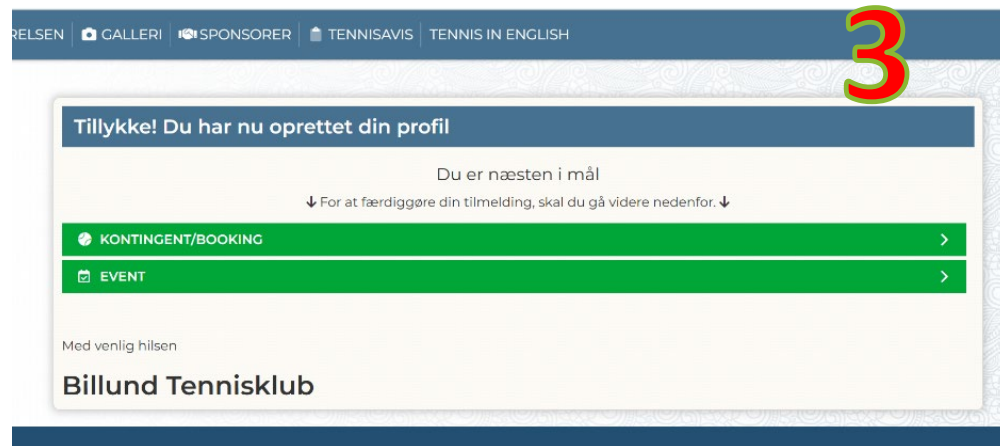 GALLERI SPONSORER TENNISAVIS TENNIS IN ENGLISH
3
Tillykke! Du har nu oprettet din profil
Du er næsten i mål
↓ For at færdiggøre din tilmelding, skal du gå videre nedenfor. ↓
KONTINGENT/BOOKING
EVENT
Med venlig hilsen
Billund Tennisklub